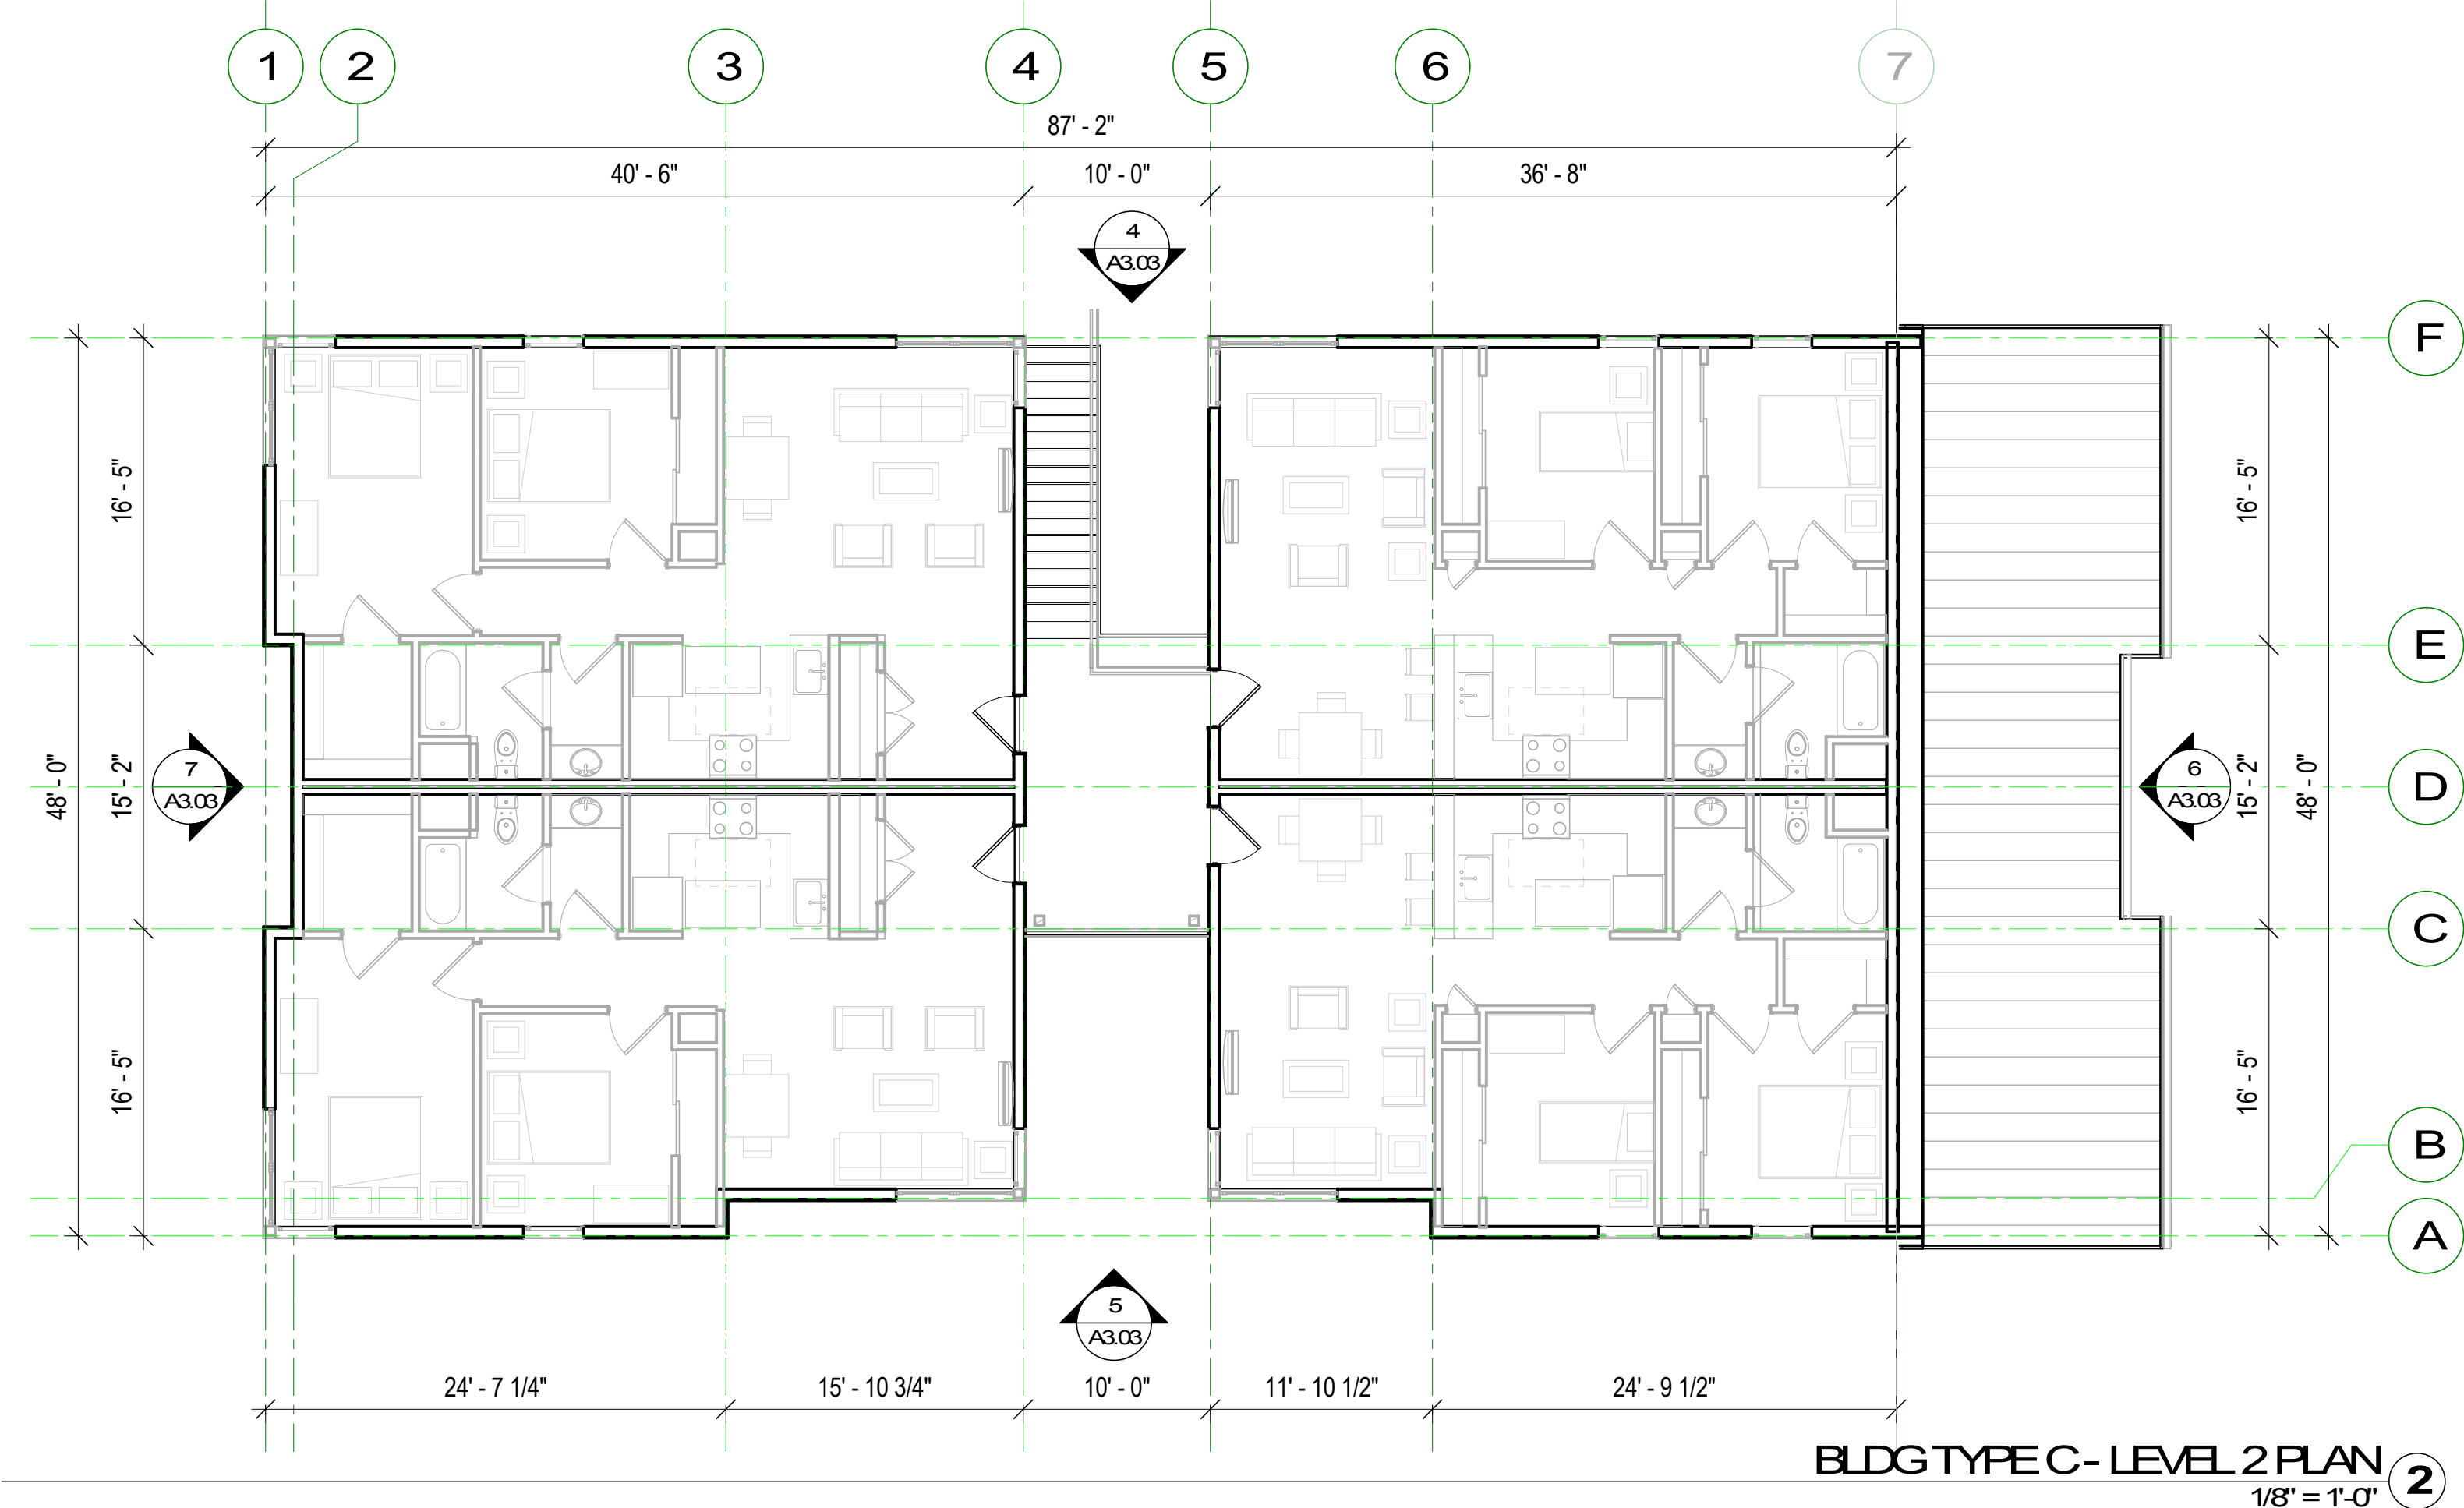 1 2 3 4 5 6 7
87' - 2"
40' - 6" 10' - 0" 36' - 8"
4
A3.03
F
16' - 5" 16' - 5"
E
48' - 0" 15' - 2" 7 6 15' - 2" 48' - 0" D
A3.03 A3.03
C
16' - 5" 16' - 5"
B
A
5
A3.03
24' - 7 1/4" 15' - 10 3/4" 10' - 0" 11' - 10 1/2" 24' - 9 1/2"
BLDG TYPE C - LEVEL 2 PLAN
2
1/8" = 1'-0"